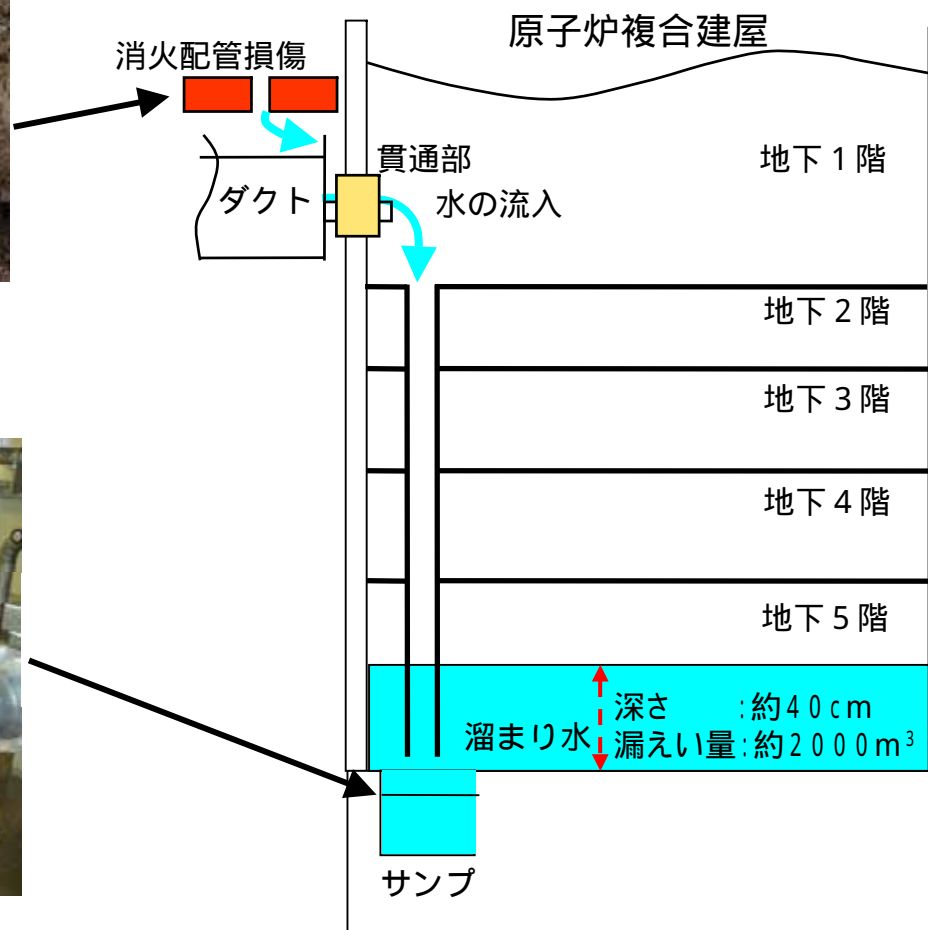 原子炉複合建屋
消火配管損傷
貫通部
地下1階
ダクト
水の流入
地下2階
地下3階
地下4階
地下5階
深さ　　:約40cm
溜まり水
漏えい量:約2000m³
サンプ